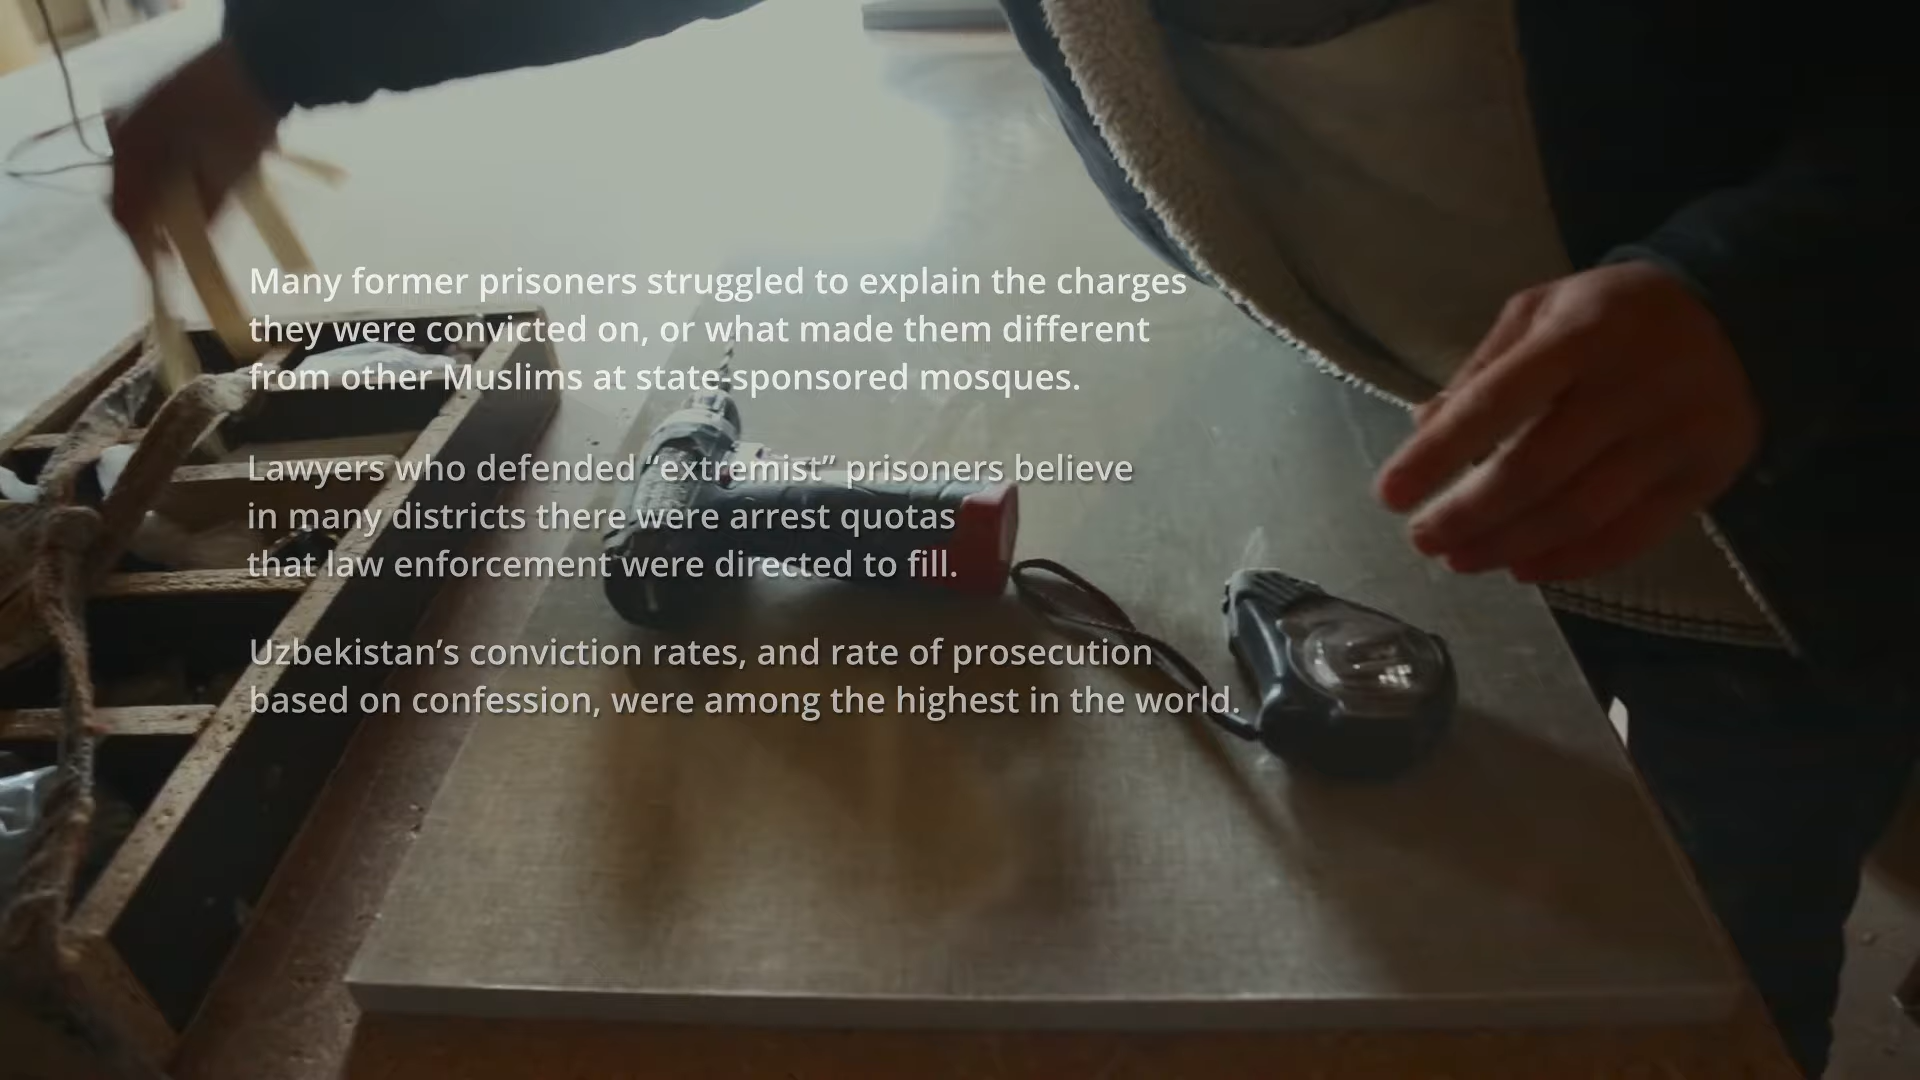 Many former prisoners struggled to explain the charges
they were convicted on, or what made them different
from other Muslims at state-sponsored mosques.
Lawyers who defended “extremist” prisoners believe
in many districts there were arrest quotas
that law enforcement were directed to fill.
Uzbekistan’s conviction rates, and rate of prosecution
based on confession, were among the highest in the world.